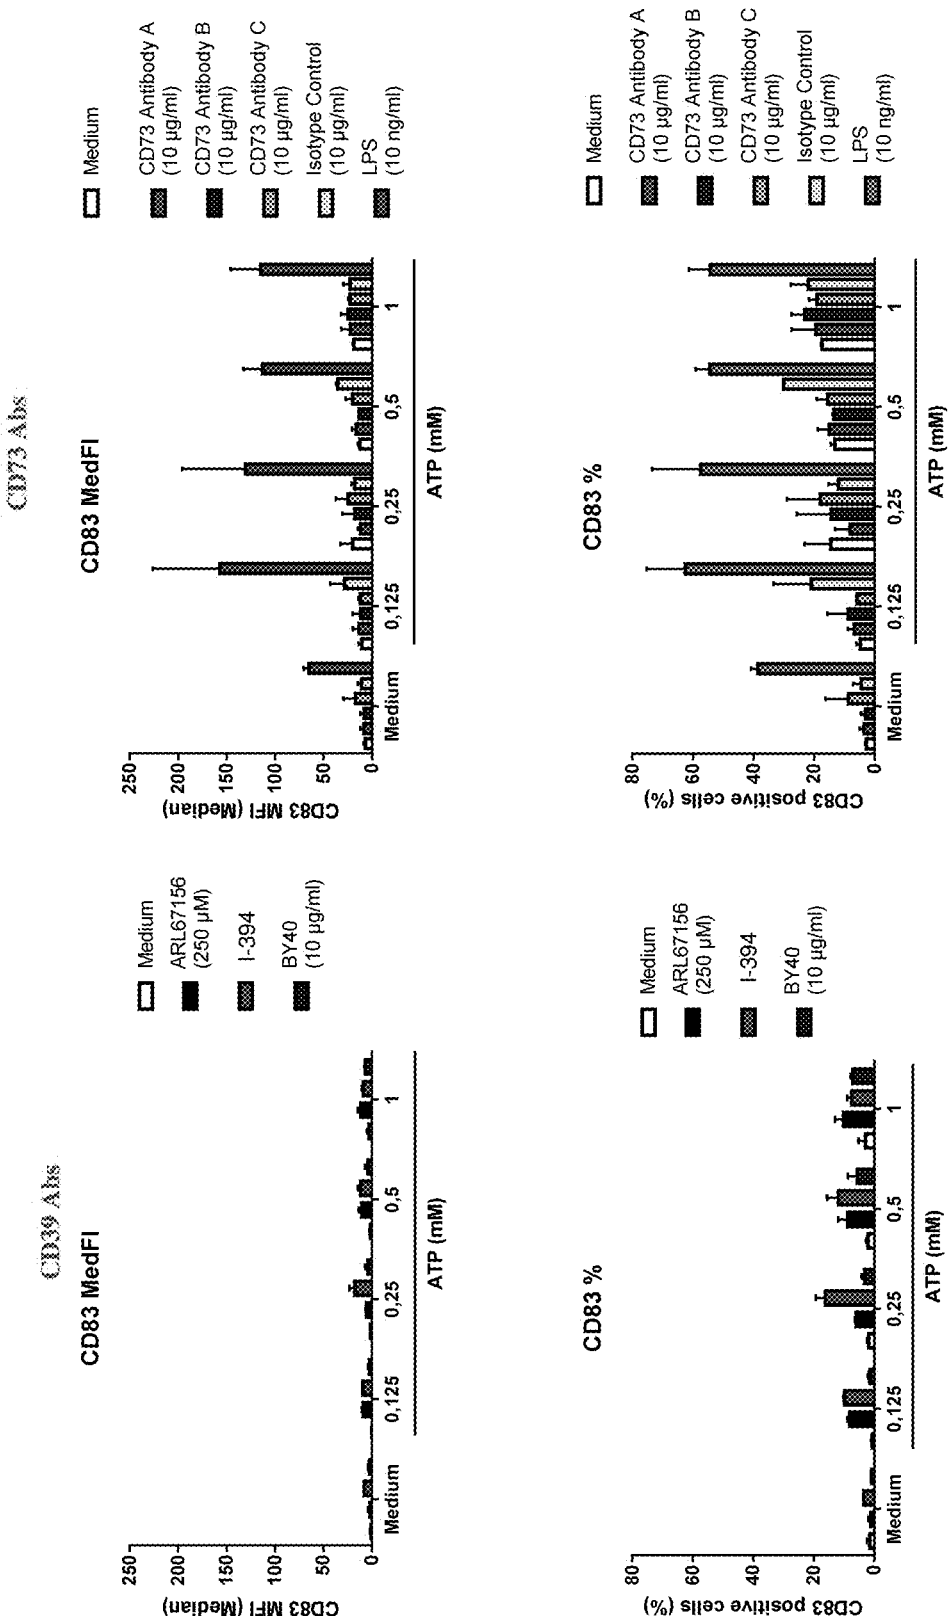 CD39 Abs
CD83 MedFI
CD83 MFI (Median)
250
200
150
100
50
0
Medium
0,125
0,25
0,5
1
ATP (mM)
Medium
ARL67156
(250 µM)
I-394
BY40
(10 µg/ml)
CD83 %
CD83 positive cells (%)
80
60
40
20
0
Medium
0,125
0,25
0,5
1
ATP (mM)
Medium
ARL67156
(250 µM)
I-394
BY40
(10 µg/ml)
CD73 Abs
CD83 MedFI
CD83 MFI (Median)
250
200
150
100
50
0
Medium
0,125
0,25
0,5
1
ATP (mM)
Medium
CD73 Antibody A
(10 µg/ml)
CD73 Antibody B
(10 µg/ml)
CD73 Antibody C
(10 µg/ml)
Isotype Control
(10 µg/ml)
LPS
(10 ng/ml)
CD83 %
CD83 positive cells (%)
80
60
40
20
0
Medium
0,125
0,25
0,5
1
ATP (mM)
Medium
CD73 Antibody A
(10 µg/ml)
CD73 Antibody B
(10 µg/ml)
CD73 Antibody C
(10 µg/ml)
Isotype Control
(10 µg/ml)
LPS
(10 ng/ml)